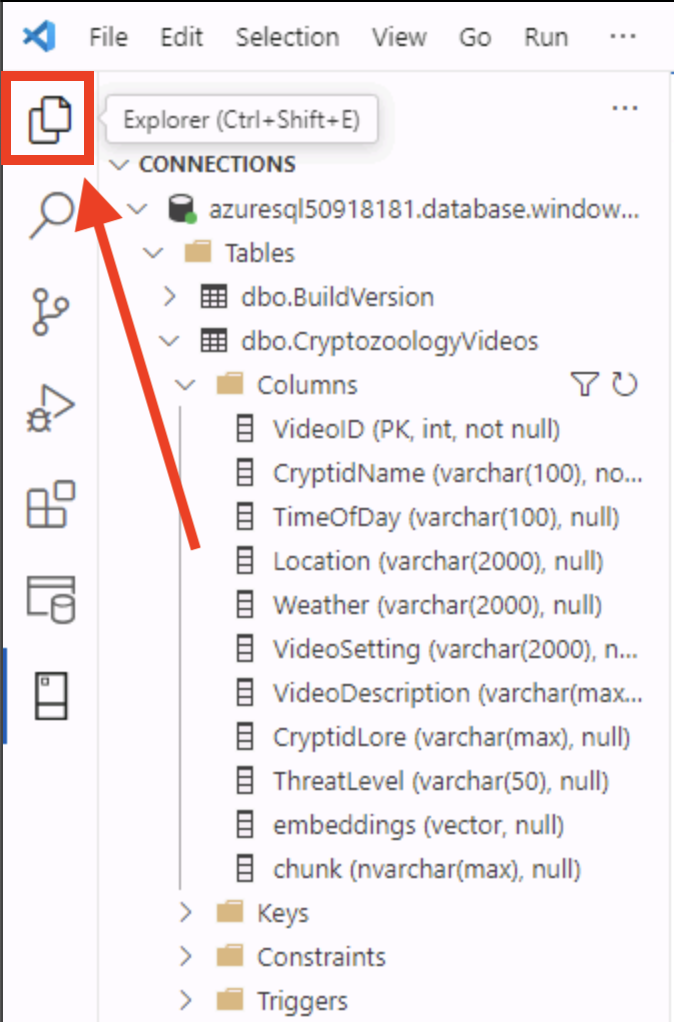 File Edit Selection View Go Run ...
Explorer (Ctrl+Shift+E)
...
CONNECTIONS
azuresql50918181.database.window...
Tables
dbo.BuildVersion
dbo.CryptozoologyVideos
Columns
VideoID (PK, int, not null)
CryptidName (varchar(100), no...
TimeOfDay (varchar(100), null)
Location (varchar(2000), null)
Weather (varchar(2000), null)
VideoSetting (varchar(2000), n...
VideoDescription (varchar(max...
CryptidLore (varchar(max), null)
ThreatLevel (varchar(50), null)
embeddings (vector, null)
chunk (nvarchar(max), null)
Keys
Constraints
Triggers